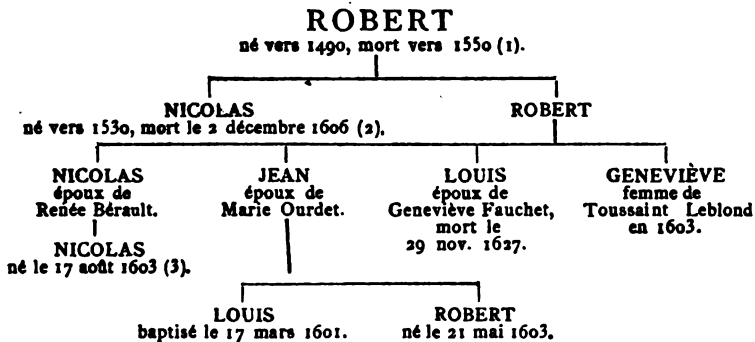 ROBERT
né vers 1490, mort vers 1550 (1).
NICOLAS
né vers 1530, mort le 2 décembre 1606 (2).
ROBERT
NICOLAS
époux de
Renée Bérault.
NICOLAS
né le 17 août 1603 (3).
JEAN
époux de
Marie Ourdet.
LOUIS
époux de
Geneviève Fauchet,
mort le
29 nov. 1627.
GENEVIÈVE
femme de
Toussaint Leblond
en 1603.
LOUIS
baptisé le 17 mars 1601.
ROBERT
né le 21 mai 1603.